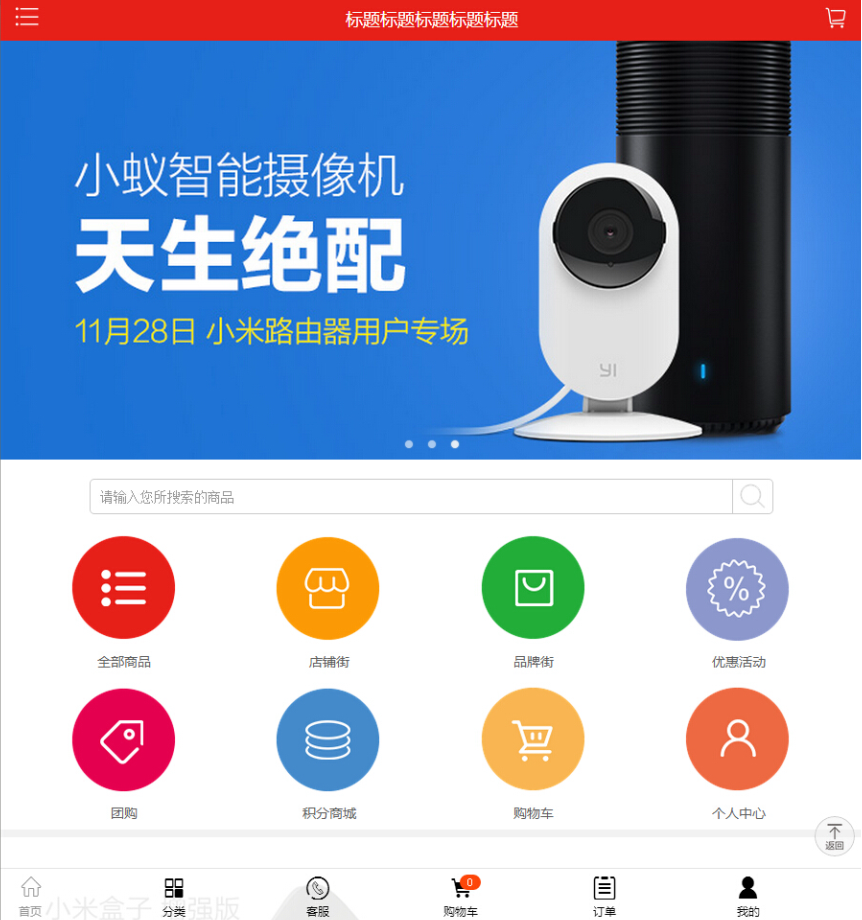 标题标题标题标题标题
小蚁智能摄像机
天生绝配
11月28日 小米路由器用户专场
YI
请输入您所搜索的商品
全部商品
店铺街
品牌街
优惠活动
%
团购
积分商城
购物车
个人中心
返回
0
首页
分类
客服
购物车
订单
我的
小米盒子 增强版